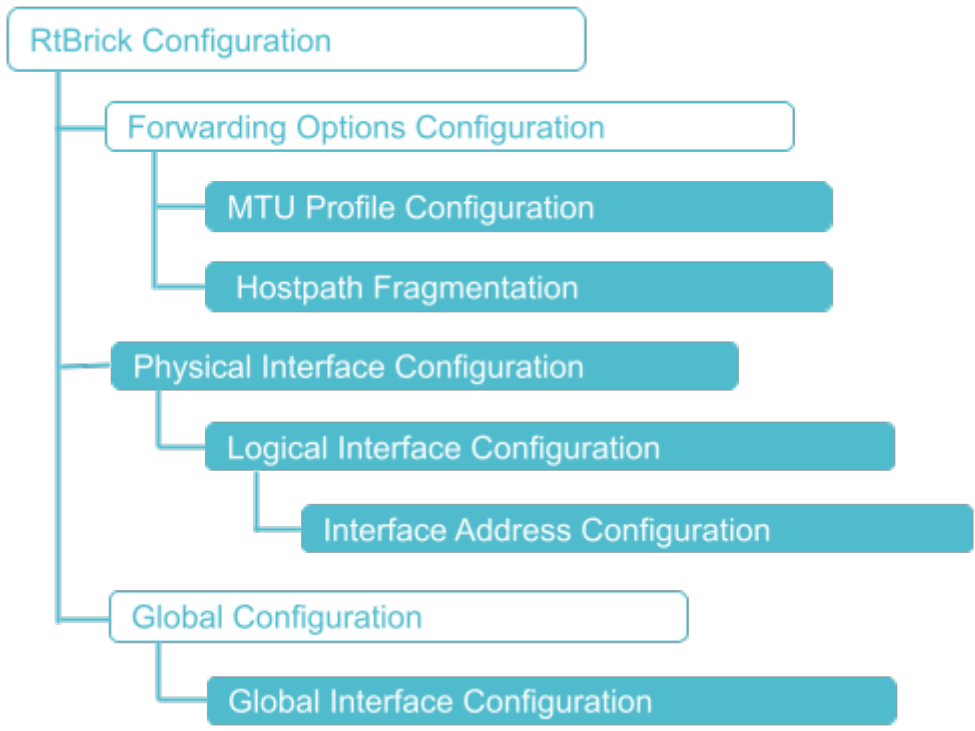 RtBrick Configuration
Forwarding Options Configuration
MTU Profile Configuration
Hostpath Fragmentation
Physical Interface Configuration
Logical Interface Configuration
Interface Address Configuration
Global Configuration
Global Interface Configuration